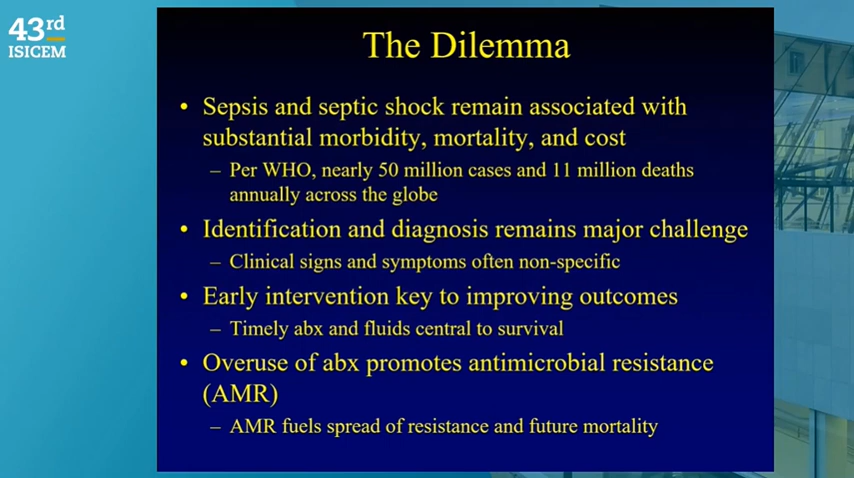 43rd
ISICEM
The Dilemma
• Sepsis and septic shock remain associated with
substantial morbidity, mortality, and cost
– Per WHO, nearly 50 million cases and 11 million deaths
annually across the globe
• Identification and diagnosis remains major challenge
– Clinical signs and symptoms often non-specific
• Early intervention key to improving outcomes
– Timely abx and fluids central to survival
• Overuse of abx promotes antimicrobial resistance
(AMR)
– AMR fuels spread of resistance and future mortality